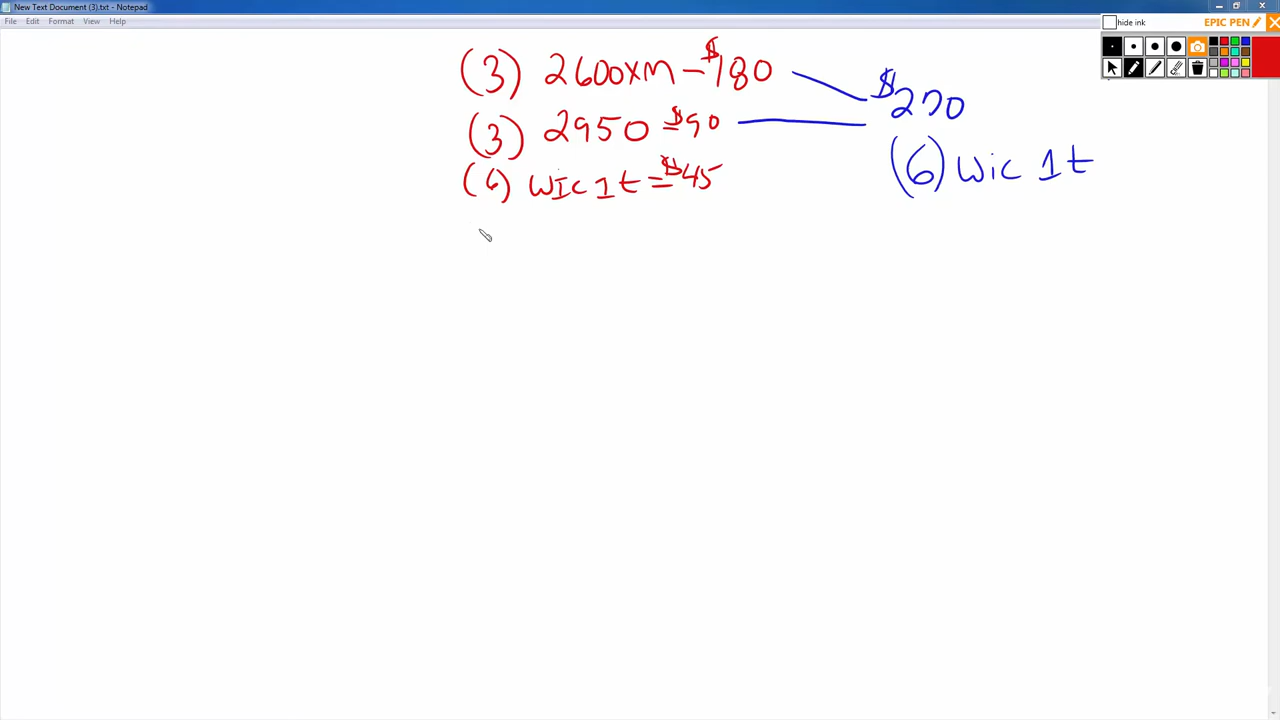 New Text Document (3).txt - Notepad
File Edit Format View Help
hide ink
EPIC PEN
(3) 2600XM - $180
(3) 2950 = $90
(6) WIC 1t = $45
$270
(6) Wic 1t